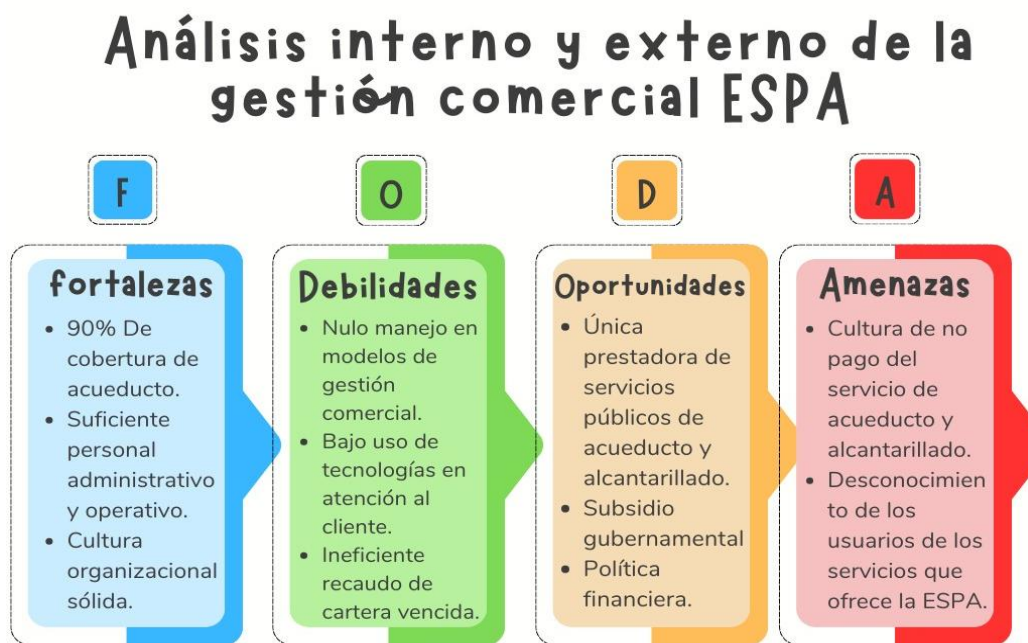 Análisis interno y externo de la
gestión comercial ESPA
F
fortalezas
• 90% De
cobertura de
acueducto.
• Suficiente
personal
administrativo
y operativo.
• Cultura
organizacional
sólida.
O
Debilidades
• Nulo manejo en
modelos de
gestión
comercial.
• Bajo uso de
tecnologías en
atención al
cliente.
• Ineficiente
recaudo de
cartera vencida.
D
Oportunidades
• Única
prestadora de
servicios
públicos de
acueducto y
alcantarillado.
• Subsidio
gubernamental
• Política
financiera.
A
Amenazas
• Cultura de no
pago del
servicio de
acueducto y
alcantarillado.
• Desconocimien
to de los
usuarios de los
servicios que
ofrece la ESPA.